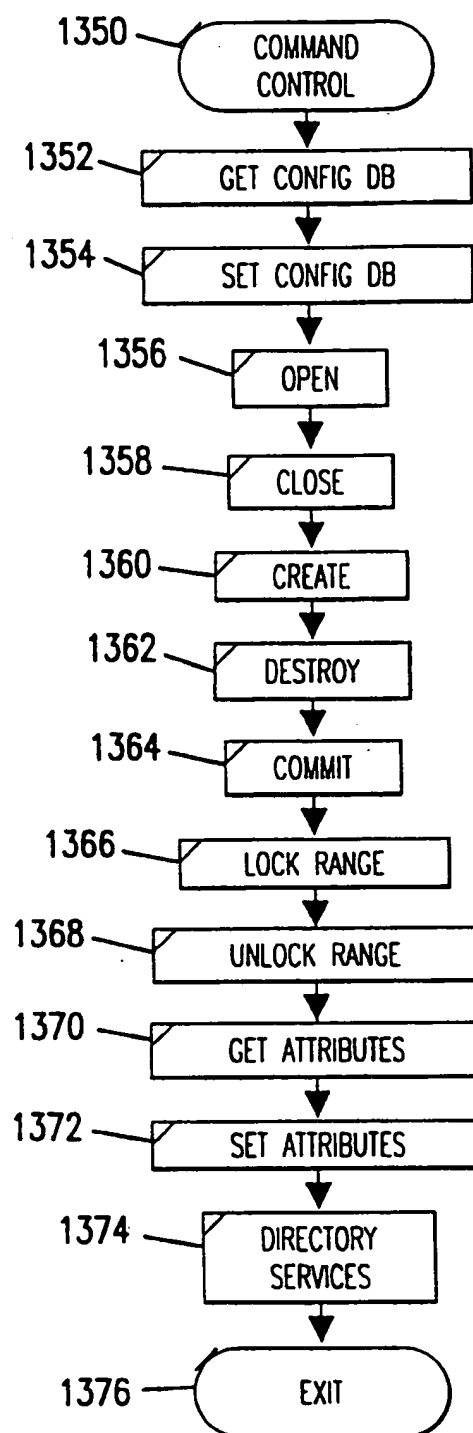 1350
COMMAND
CONTROL
1352
GET CONFIG DB
1354
SET CONFIG DB
1356
OPEN
1358
CLOSE
1360
CREATE
1362
DESTROY
1364
COMMIT
1366
LOCK RANGE
1368
UNLOCK RANGE
1370
GET ATTRIBUTES
1372
SET ATTRIBUTES
1374
DIRECTORY
SERVICES
1376
EXIT